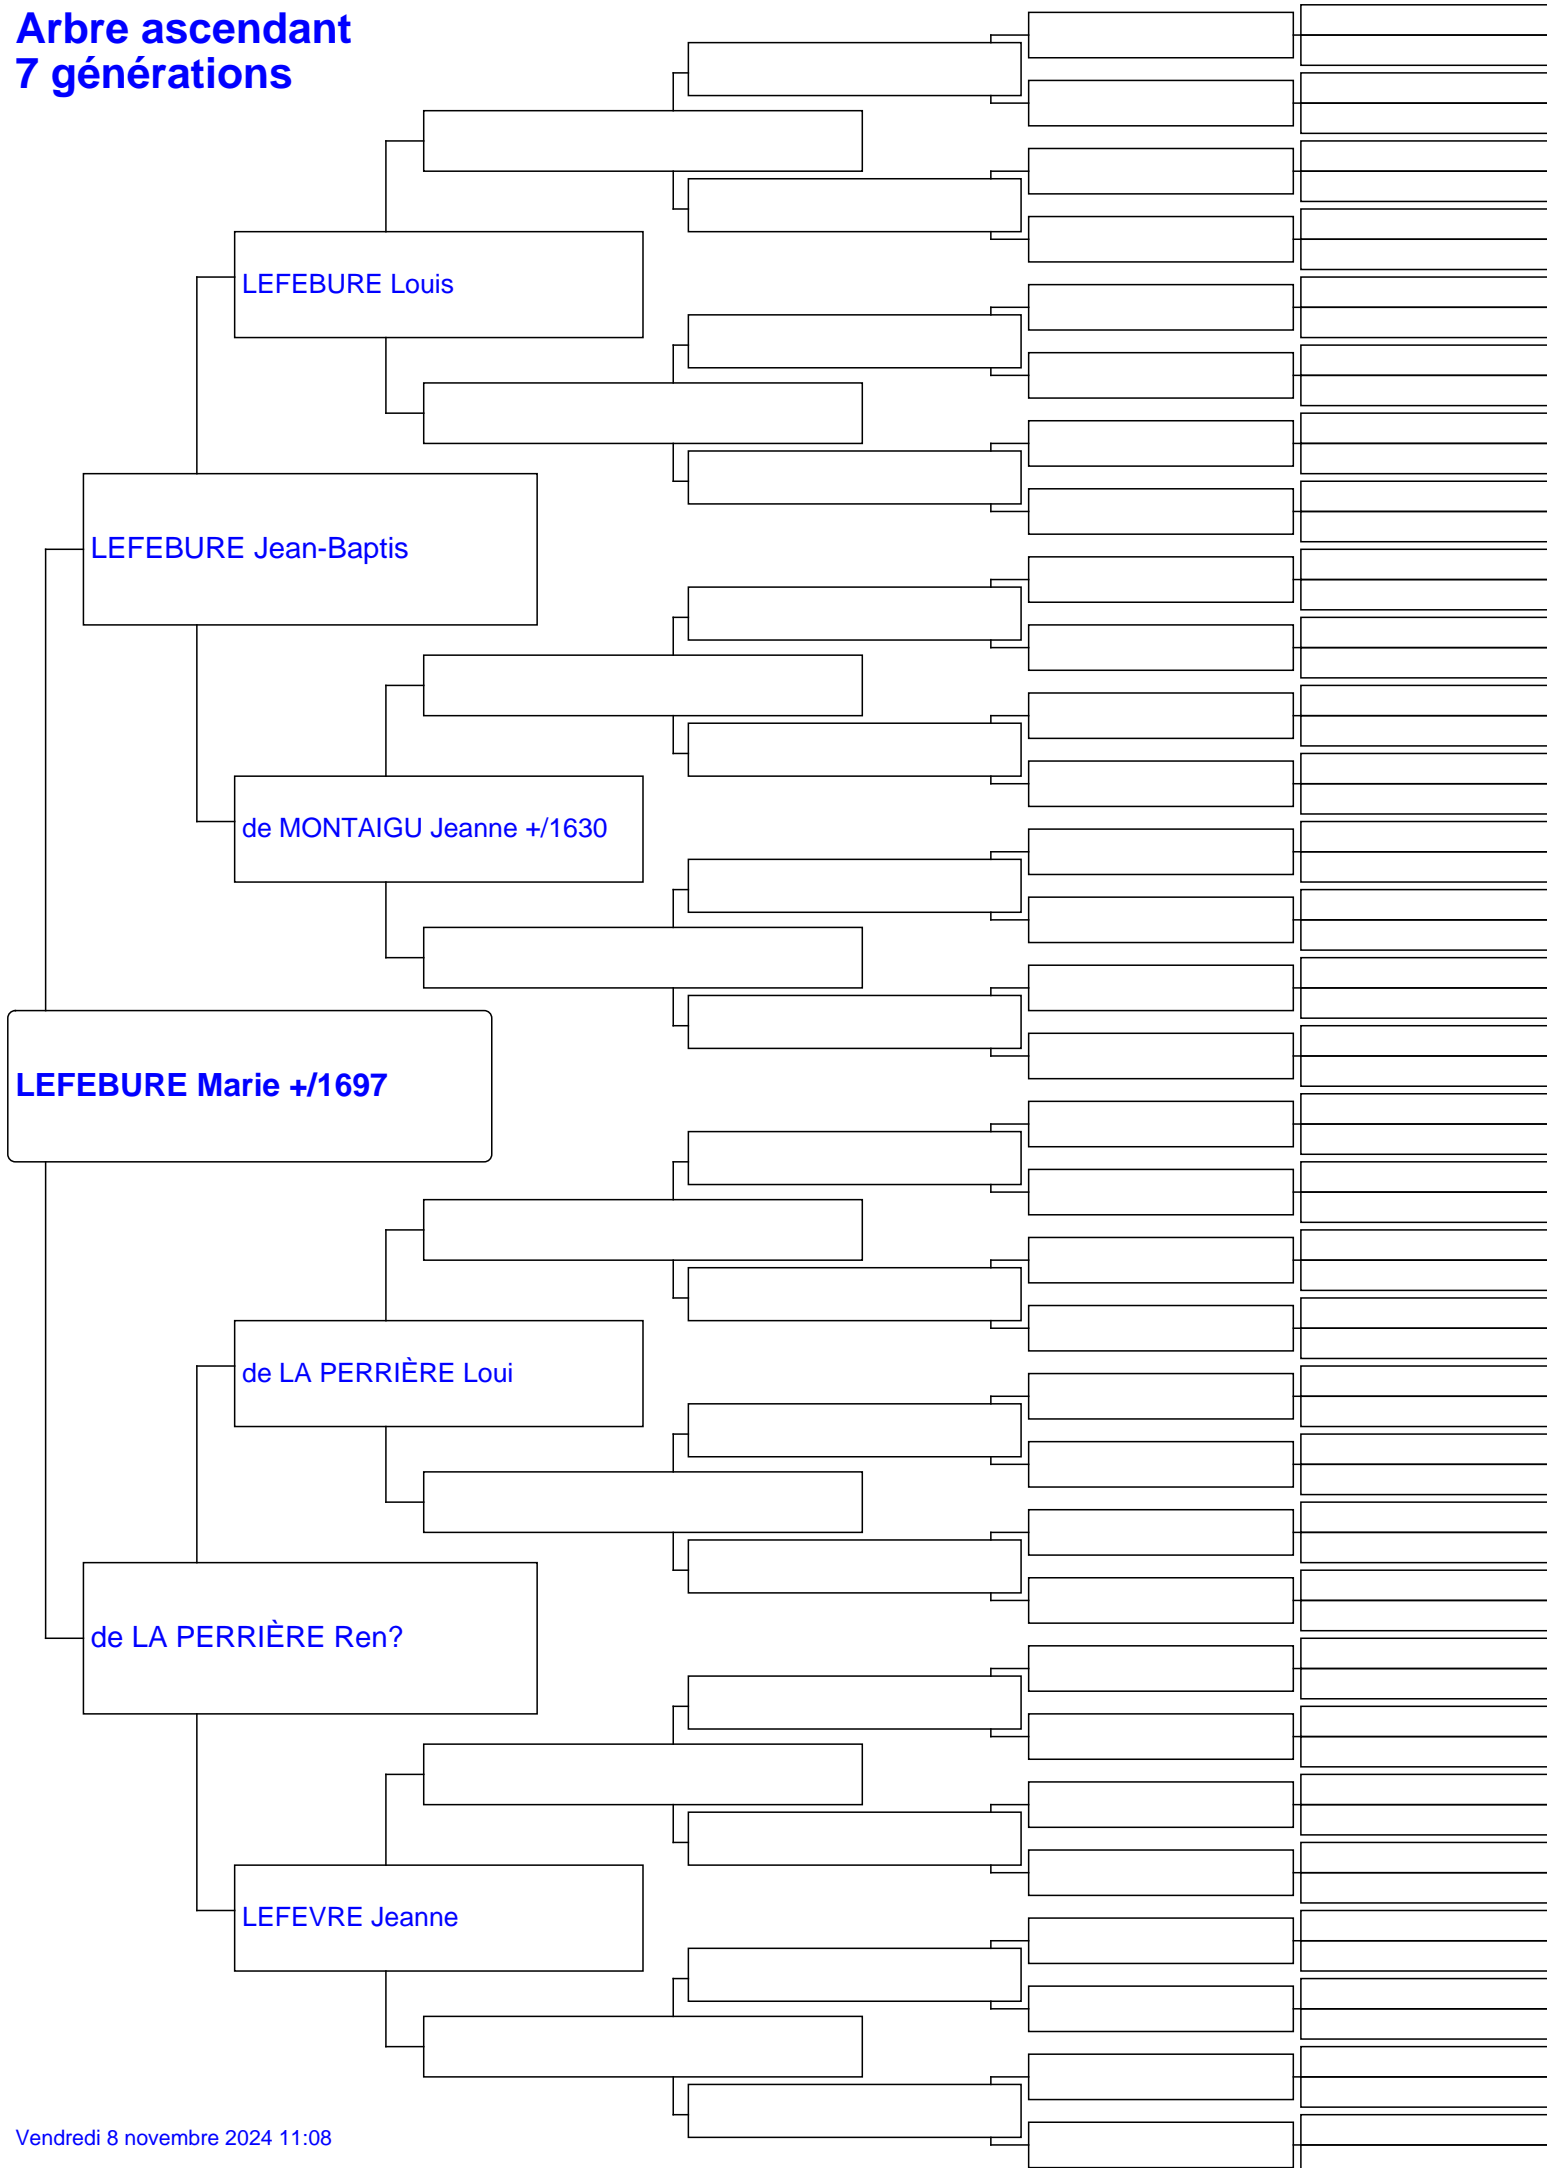 Arbre ascendant
7 générations
LEFEBURE Louis
LEFEBURE Jean-Baptis
de MONTAIGU Jeanne +/1630
LEFEBURE Marie +/1697
de LA PERRIÈRE Loui
de LA PERRIÈRE Ren?
LEFEVRE Jeanne
Vendredi 8 novembre 2024 11:08